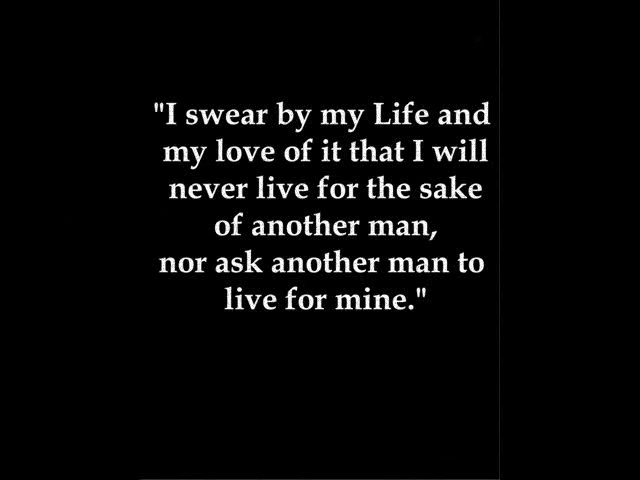 "I swear by my Life and
my love of it that I will
never live for the sake
of another man,
nor ask another man to
live for mine."